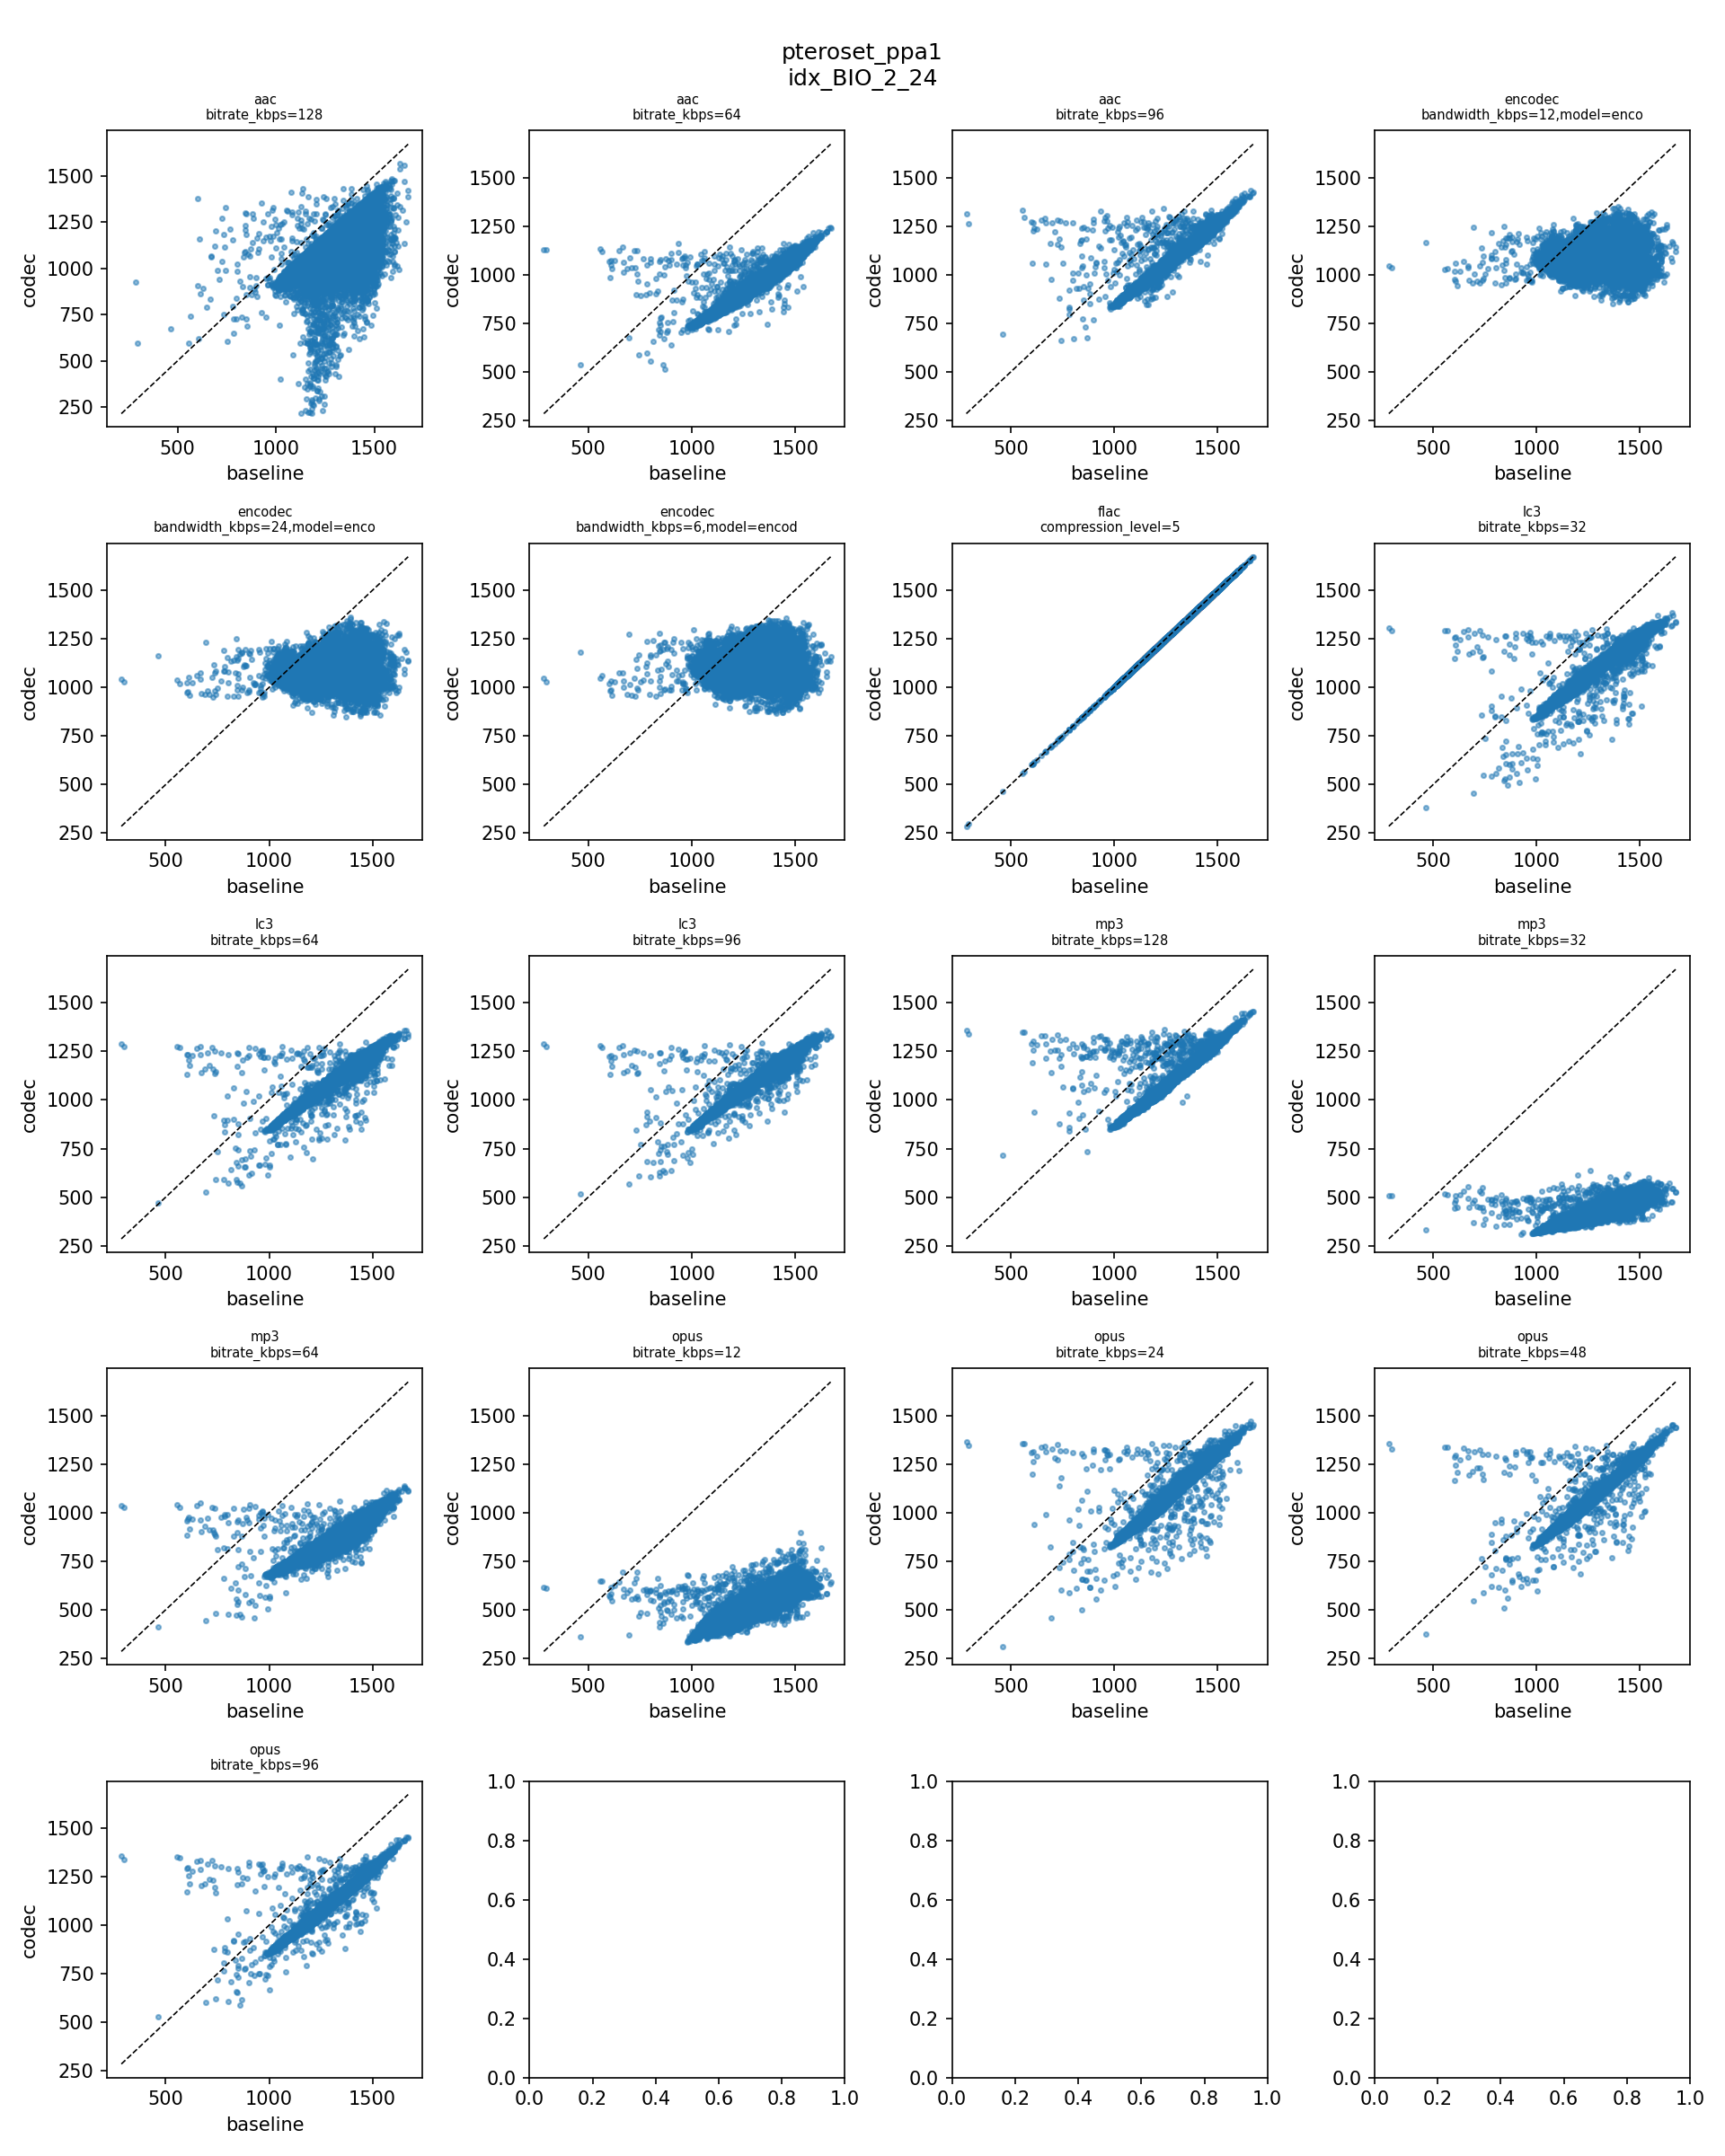 pteroset_ppa1
idx_BIO_2_24
aac
bitrate_kbps=128
codec
1500
1250
1000
750
500
250
500 1000 1500
baseline
aac
bitrate_kbps=64
codec
1500
1250
1000
750
500
250
500 1000 1500
baseline
aac
bitrate_kbps=96
codec
1500
1250
1000
750
500
250
500 1000 1500
baseline
encodec
bandwidth_kbps=12,model=enco
codec
1500
1250
1000
750
500
250
500 1000 1500
baseline
encodec
bandwidth_kbps=24,model=enco
codec
1500
1250
1000
750
500
250
500 1000 1500
baseline
encodec
bandwidth_kbps=6,model=encod
codec
1500
1250
1000
750
500
250
500 1000 1500
baseline
flac
compression_level=5
codec
1500
1250
1000
750
500
250
500 1000 1500
baseline
lc3
bitrate_kbps=32
codec
1500
1250
1000
750
500
250
500 1000 1500
baseline
lc3
bitrate_kbps=64
codec
1500
1250
1000
750
500
250
500 1000 1500
baseline
lc3
bitrate_kbps=96
codec
1500
1250
1000
750
500
250
500 1000 1500
baseline
mp3
bitrate_kbps=128
codec
1500
1250
1000
750
500
250
500 1000 1500
baseline
mp3
bitrate_kbps=32
codec
1500
1250
1000
750
500
250
500 1000 1500
baseline
mp3
bitrate_kbps=64
codec
1500
1250
1000
750
500
250
500 1000 1500
baseline
opus
bitrate_kbps=12
codec
1500
1250
1000
750
500
250
500 1000 1500
baseline
opus
bitrate_kbps=24
codec
1500
1250
1000
750
500
250
500 1000 1500
baseline
opus
bitrate_kbps=48
codec
1500
1250
1000
750
500
250
500 1000 1500
baseline
opus
bitrate_kbps=96
codec
1500
1250
1000
750
500
250
500 1000 1500
baseline
1.0
0.8
0.6
0.4
0.2
0.0
0.0 0.2 0.4 0.6 0.8 1.0
1.0
0.8
0.6
0.4
0.2
0.0
0.0 0.2 0.4 0.6 0.8 1.0
1.0
0.8
0.6
0.4
0.2
0.0
0.0 0.2 0.4 0.6 0.8 1.0